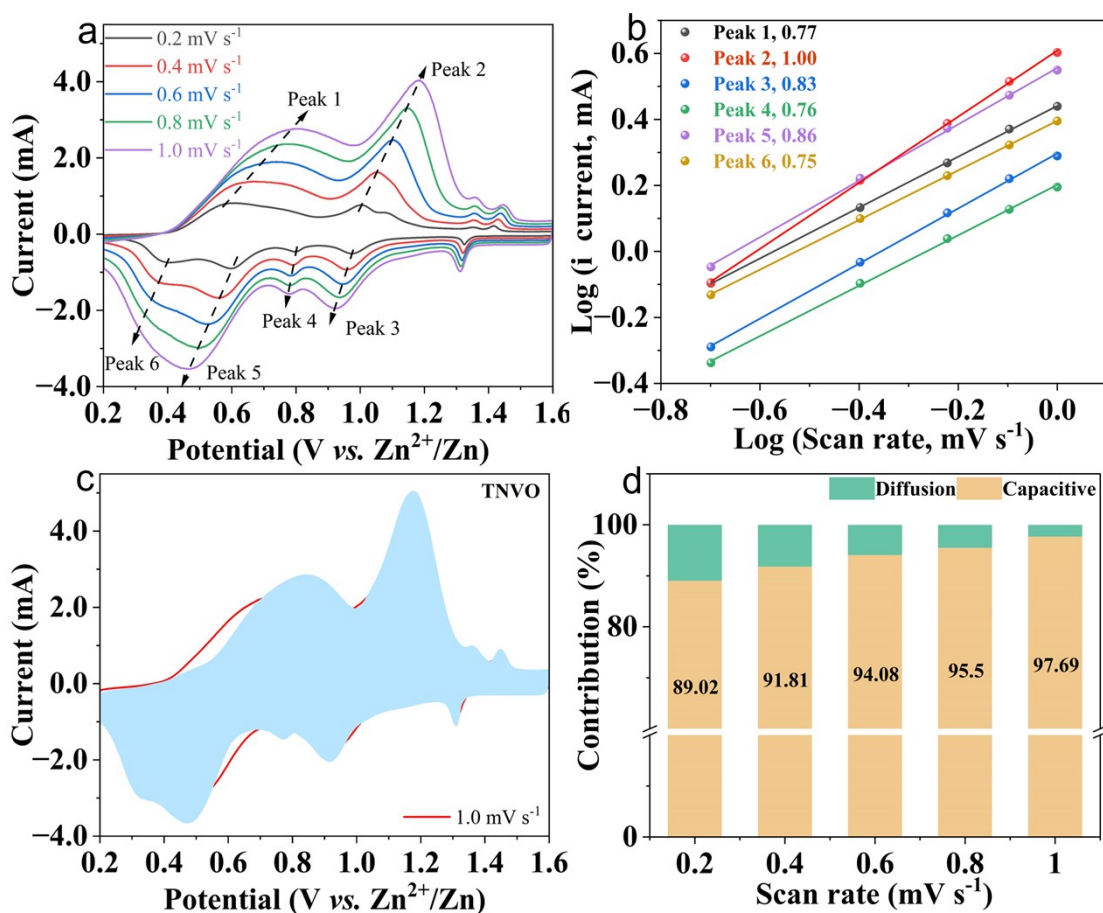 a
0.2 mV s⁻¹
0.4 mV s⁻¹
0.6 mV s⁻¹
0.8 mV s⁻¹
1.0 mV s⁻¹
Peak 1
Peak 2
Peak 3
Peak 4
Peak 5
Peak 6
Current (mA)
4.0
2.0
0.0
−2.0
−4.0
0.2 0.4 0.6 0.8 1.0 1.2 1.4 1.6
Potential (V vs. Zn²⁺/Zn)
b
Peak 1, 0.77
Peak 2, 1.00
Peak 3, 0.83
Peak 4, 0.76
Peak 5, 0.86
Peak 6, 0.75
Log (i current, mA)
0.6
0.4
0.2
0.0
−0.2
−0.4
−0.8 −0.6 −0.4 −0.2 0.0
Log (Scan rate, mV s⁻¹)
c
TNVO
Current (mA)
4.0
2.0
0.0
−2.0
−4.0
1.0 mV s⁻¹
0.2 0.4 0.6 0.8 1.0 1.2 1.4 1.6
Potential (V vs. Zn²⁺/Zn)
d
Diffusion Capacitive
Contribution (%)
100
80
0
89.02 91.81 94.08 95.5 97.69
0.2 0.4 0.6 0.8 1
Scan rate (mV s⁻¹)